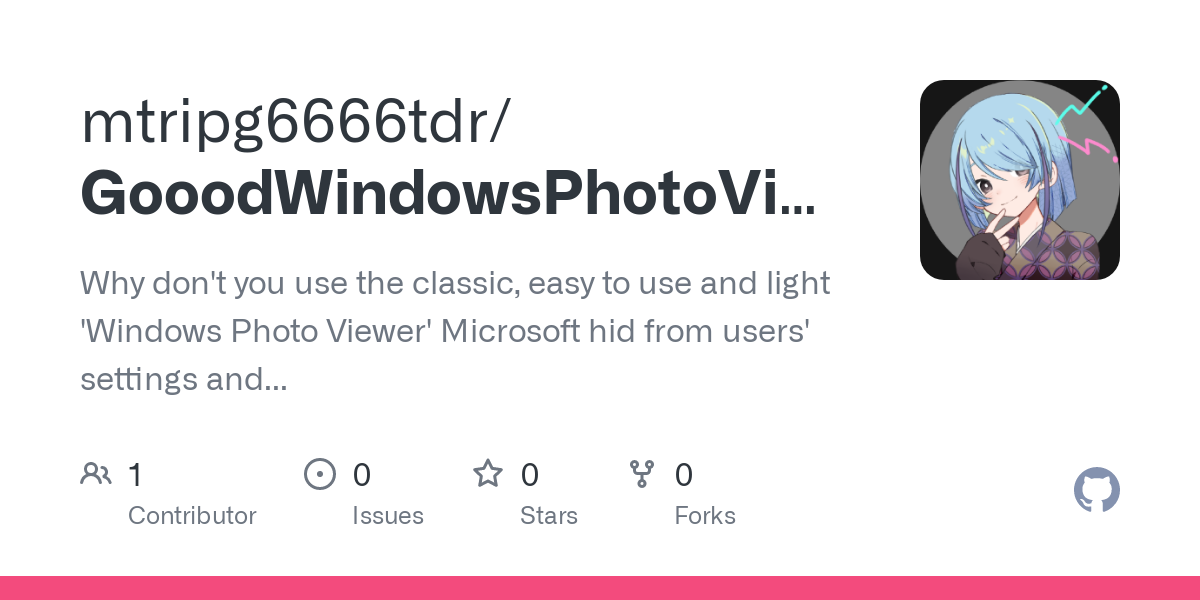 mtripg6666tdr/
GooodWindowsPhotoVi...
Why don't you use the classic, easy to use and light
'Windows Photo Viewer' Microsoft hid from users'
settings and...
1
Contributor
0
Issues
0
Stars
0
Forks